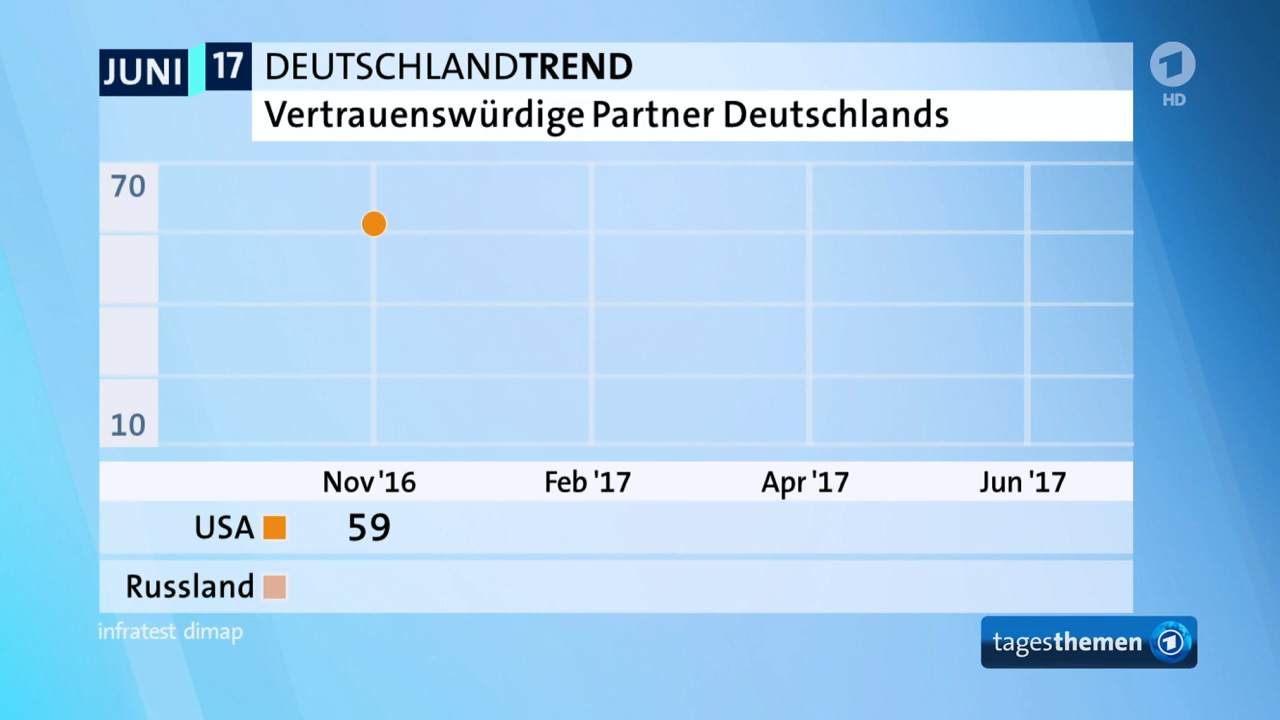 JUNI 17 DEUTSCHLANDTREND
HD
Vertrauenswürdige Partner Deutschlands
70
10
Nov '16 Feb '17 Apr '17 Jun '17
USA 59
Russland
infratest dimap
tagesthemen 1